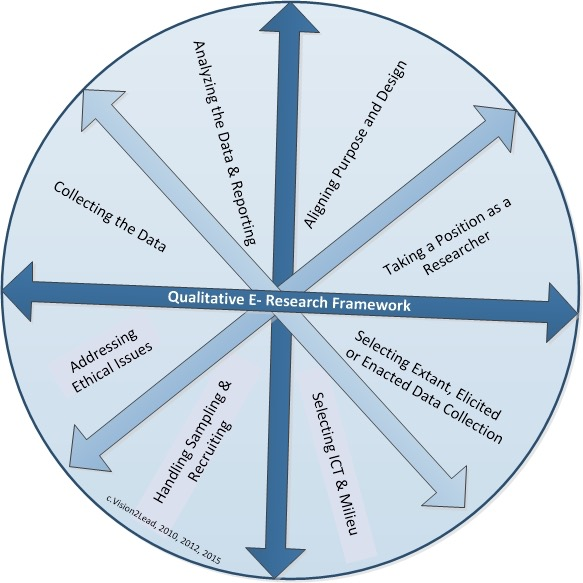 Analyzing the Data & Reporting
Aligning Purpose and Design
Taking a Position as a
Researcher
Collecting the Data
Qualitative E- Research Framework
Addressing
Ethical Issues
Selecting Extant, Elicited
or Enacted Data Collection
Handling Sampling &
Recruiting
Selecting ICT & Milieu
c.Vision2Lead, 2010, 2012, 2015